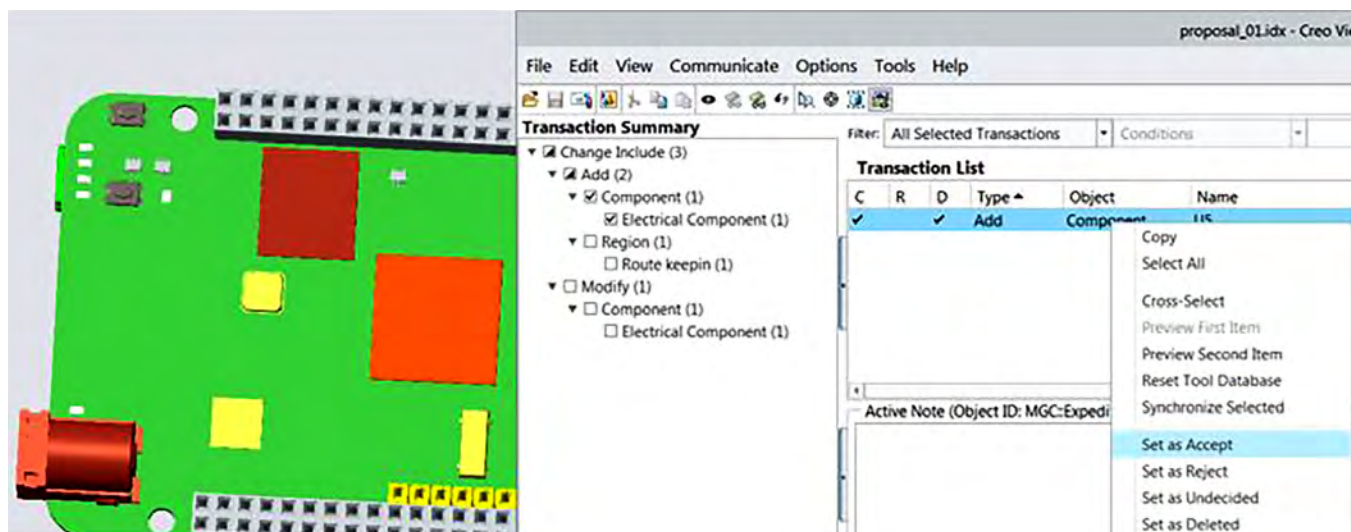 proposal_01.idx - Creo Vie
File Edit View Communicate Options Tools Help
Transaction Summary
Filter: All Selected Transactions Conditions
Change Include (3)
Add (2)
Component (1)
Electrical Component (1)
Region (1)
Route keepin (1)
Modify (1)
Component (1)
Electrical Component (1)
Transaction List
C R D Type Object Name
Add Component
Copy
Select All
Cross-Select
Preview First Item
Preview Second Item
Reset Tool Database
Synchronize Selected
Set as Accept
Set as Reject
Set as Undecided
Set as Deleted
Active Note (Object ID: MGC::Expedi